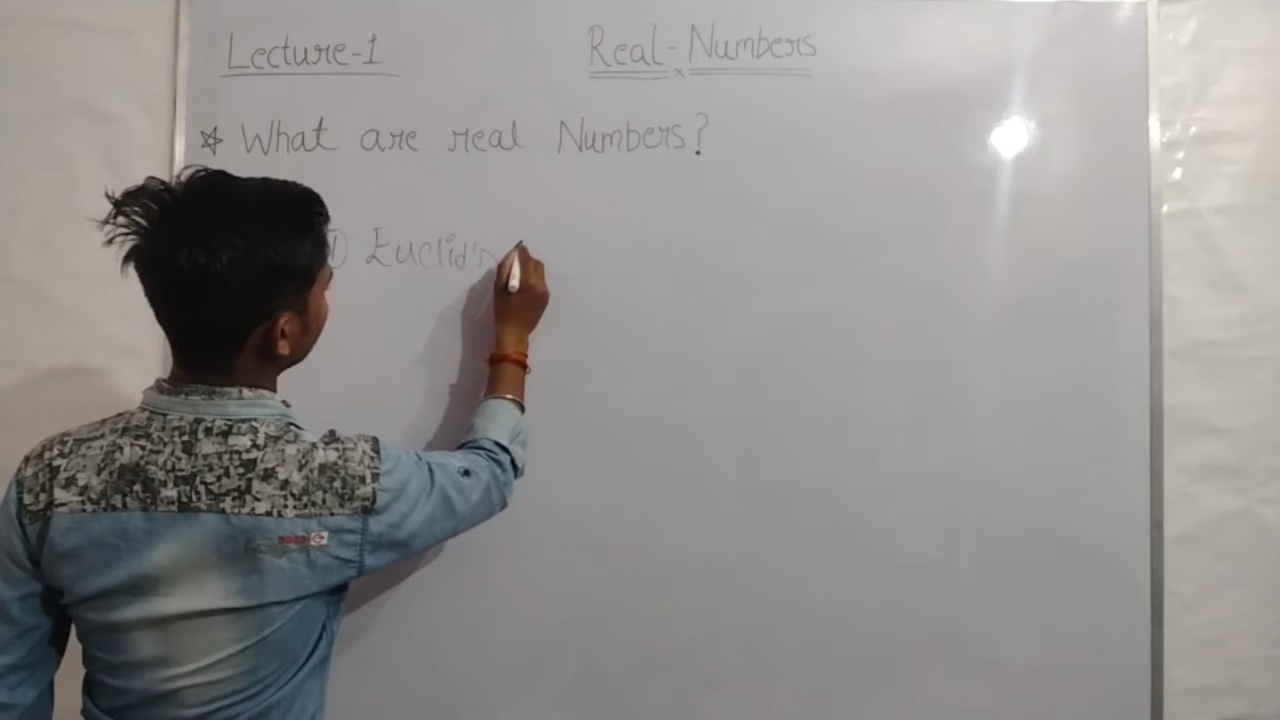 Lecture-1
Real-Numbers
☆ What are real Numbers?
① Euclid's